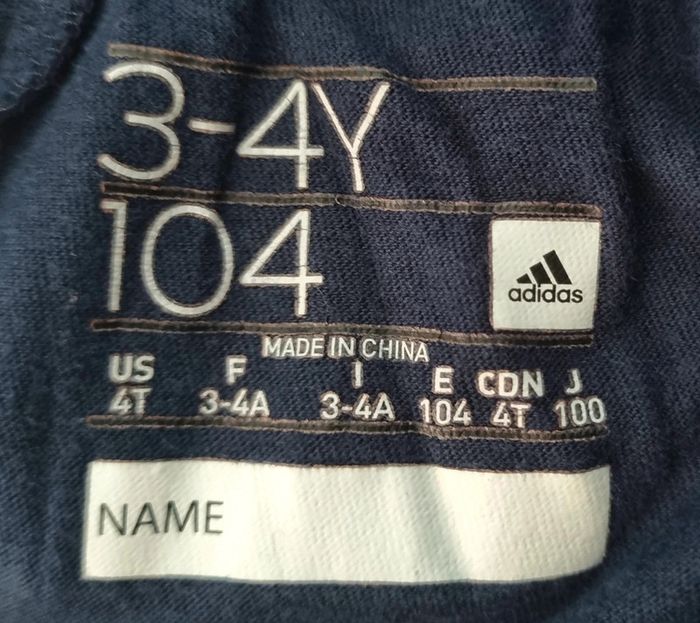 3-4Y
104
adidas
MADE IN CHINA
US F I E CDN J
4T 3-4A 3-4A 104 4T 100
NAME